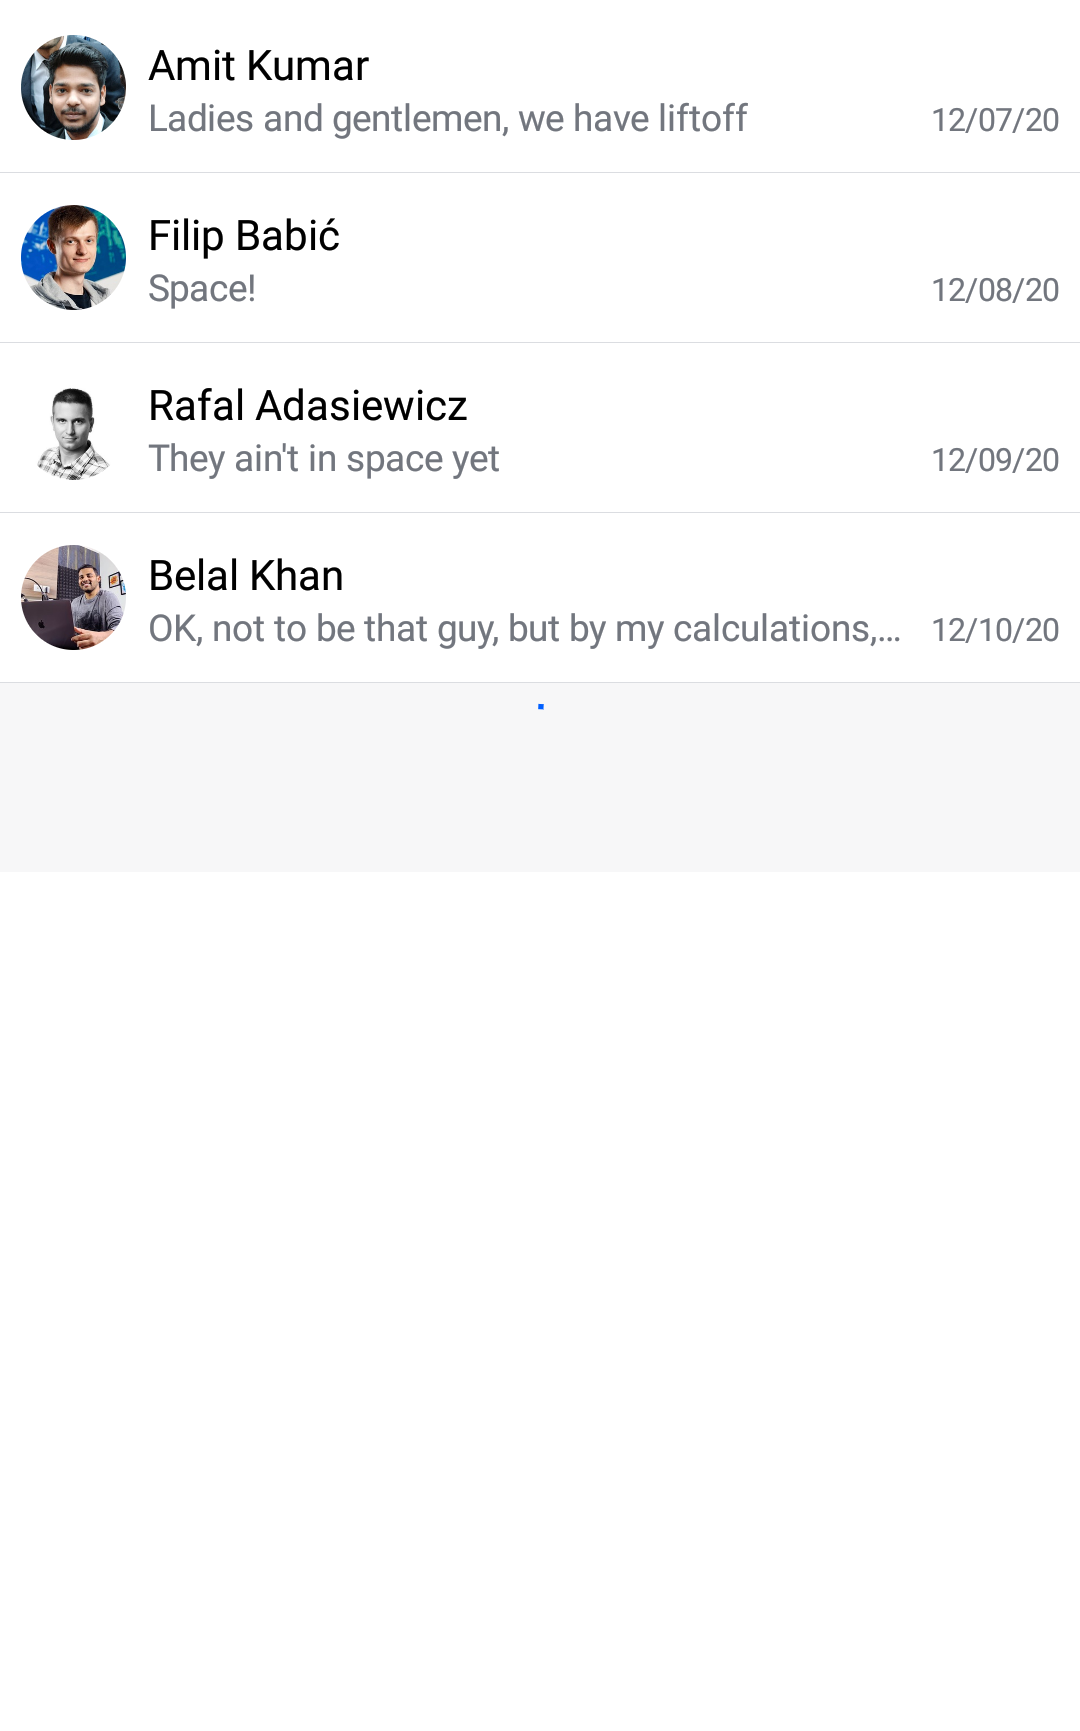 Amit Kumar
Ladies and gentlemen, we have liftoff 12/07/20
Filip Babić
Space! 12/08/20
Rafal Adasiewicz
They ain't in space yet 12/09/20
Belal Khan
OK, not to be that guy, but by my calculations,... 12/10/20